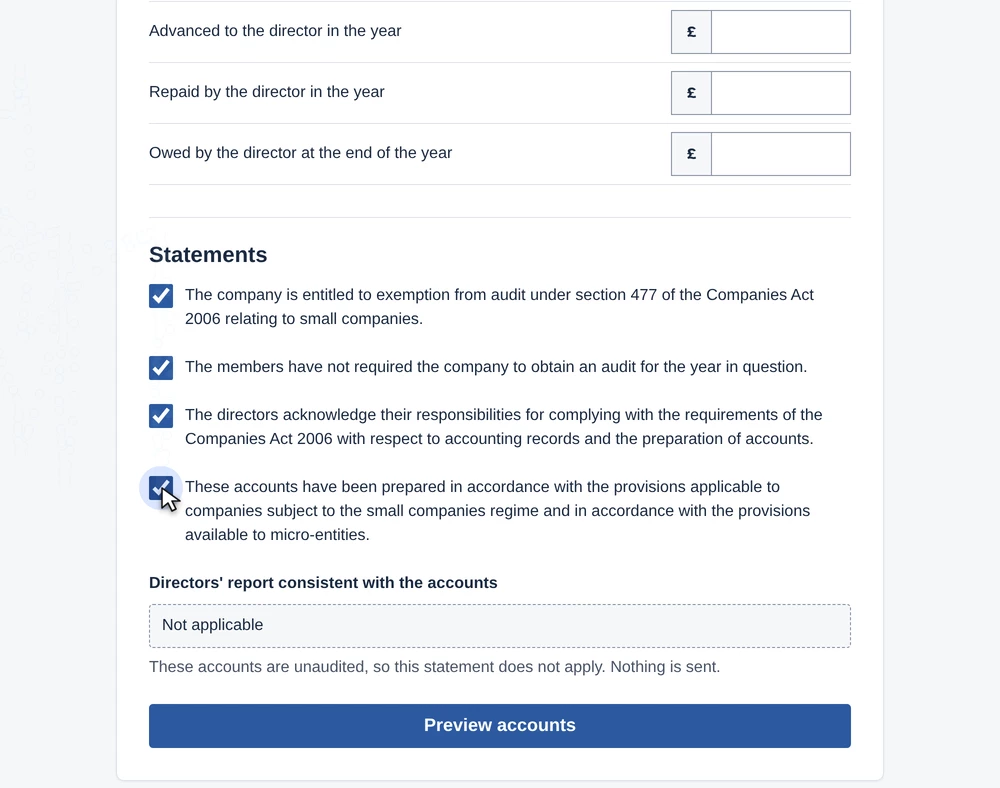 Advanced to the director in the year
£
Repaid by the director in the year
£
Owed by the director at the end of the year
£
Statements
The company is entitled to exemption from audit under section 477 of the Companies Act
2006 relating to small companies.
The members have not required the company to obtain an audit for the year in question.
The directors acknowledge their responsibilities for complying with the requirements of the
Companies Act 2006 with respect to accounting records and the preparation of accounts.
These accounts have been prepared in accordance with the provisions applicable to
companies subject to the small companies regime and in accordance with the provisions
available to micro-entities.
Directors' report consistent with the accounts
Not applicable
These accounts are unaudited, so this statement does not apply. Nothing is sent.
Preview accounts